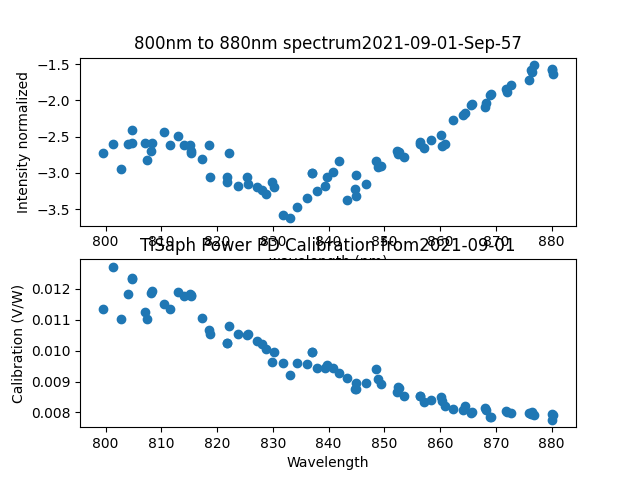 800nm to 880nm spectrum2021-09-01-Sep-57
Intensity normalized
−1.5
−2.0
−2.5
−3.0
−3.5
800 810 820 830 840 850 860 870 880
wavelength (nm)
TiSaph Power PD Calibration from2021-09-01
Calibration (V/W)
0.012
0.011
0.010
0.009
0.008
800 810 820 830 840 850 860 870 880
Wavelength